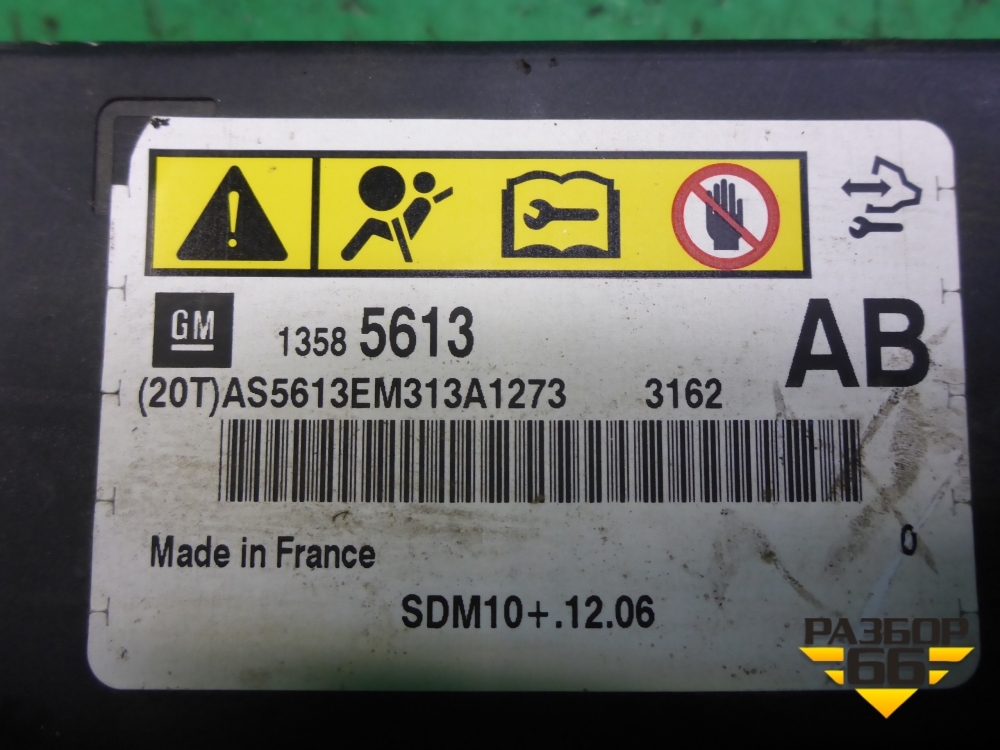 GM
1358 5613
AB
(20T)AS5613EM313A1273 3162
Made in France
0
SDM10+.12.06
РАЗБОР
66